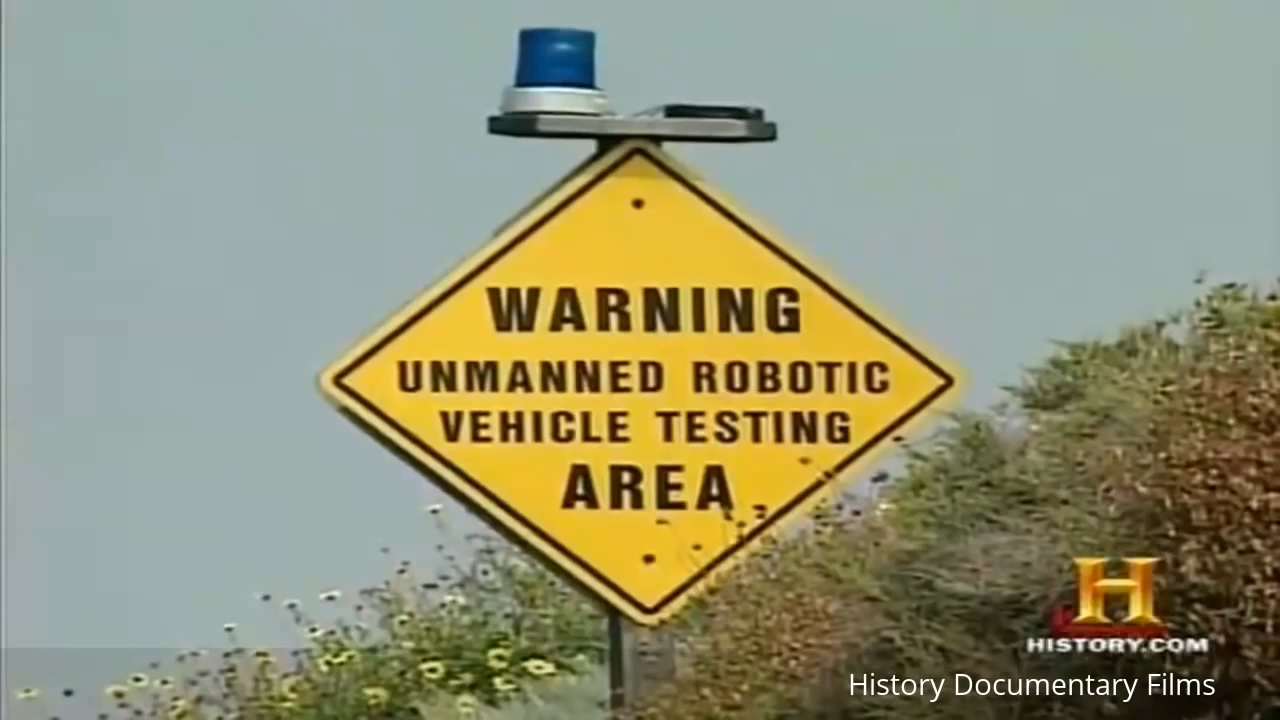 WARNING
UNMANNED ROBOTIC
VEHICLE TESTING
AREA
H
HISTORY.COM
History Documentary Films